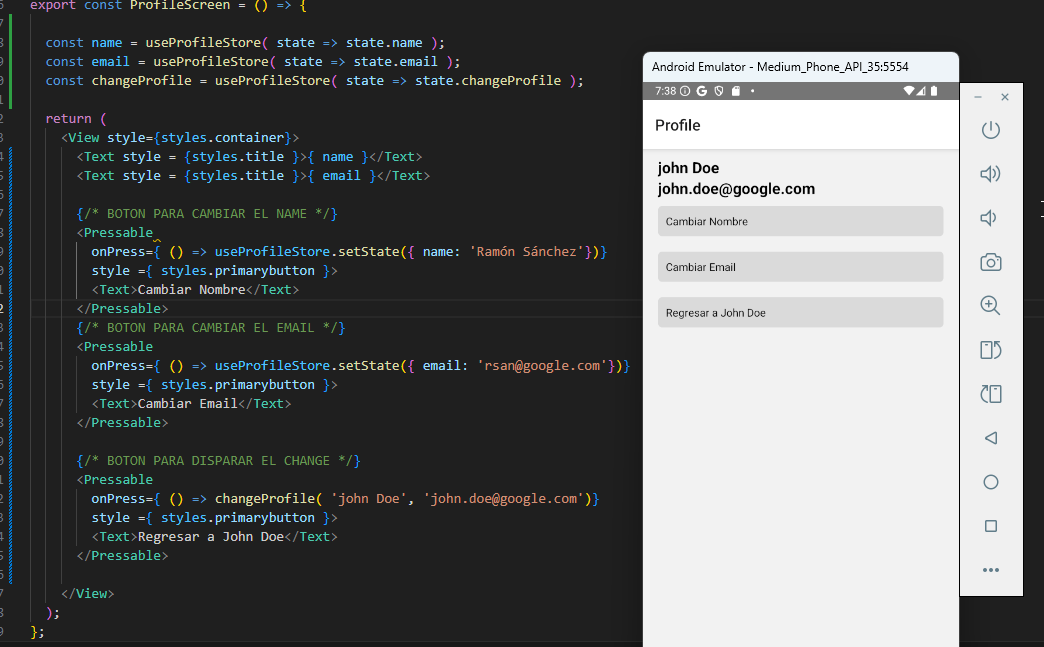 export const ProfileScreen = () => {
const name = useProfileStore( state => state.name );
const email = useProfileStore( state => state.email );
const changeProfile = useProfileStore( state => state.changeProfile );
return (
<View style={styles.container}>
<Text style = {styles.title }>{ name }</Text>
<Text style = {styles.title }>{ email }</Text>
{/* BOTON PARA CAMBIAR EL NAME */}
<Pressable
onPress={ () => useProfileStore.setState({ name: 'Ramón Sánchez'})}
style ={ styles.primarybutton }>
<Text>Cambiar Nombre</Text>
</Pressable>
{/* BOTON PARA CAMBIAR EL EMAIL */}
<Pressable
onPress={ () => useProfileStore.setState({ email: 'rsan@google.com'})}
style ={ styles.primarybutton }>
<Text>Cambiar Email</Text>
</Pressable>
{/* BOTON PARA DISPARAR EL CHANGE */}
<Pressable
onPress={ () => changeProfile( 'john Doe', 'john.doe@google.com')}
style ={ styles.primarybutton }>
<Text>Regresar a John Doe</Text>
</Pressable>
</View>
);
};
Android Emulator - Medium_Phone_API_35:5554
7:38
Profile
john Doe
john.doe@google.com
Cambiar Nombre
Cambiar Email
Regresar a John Doe